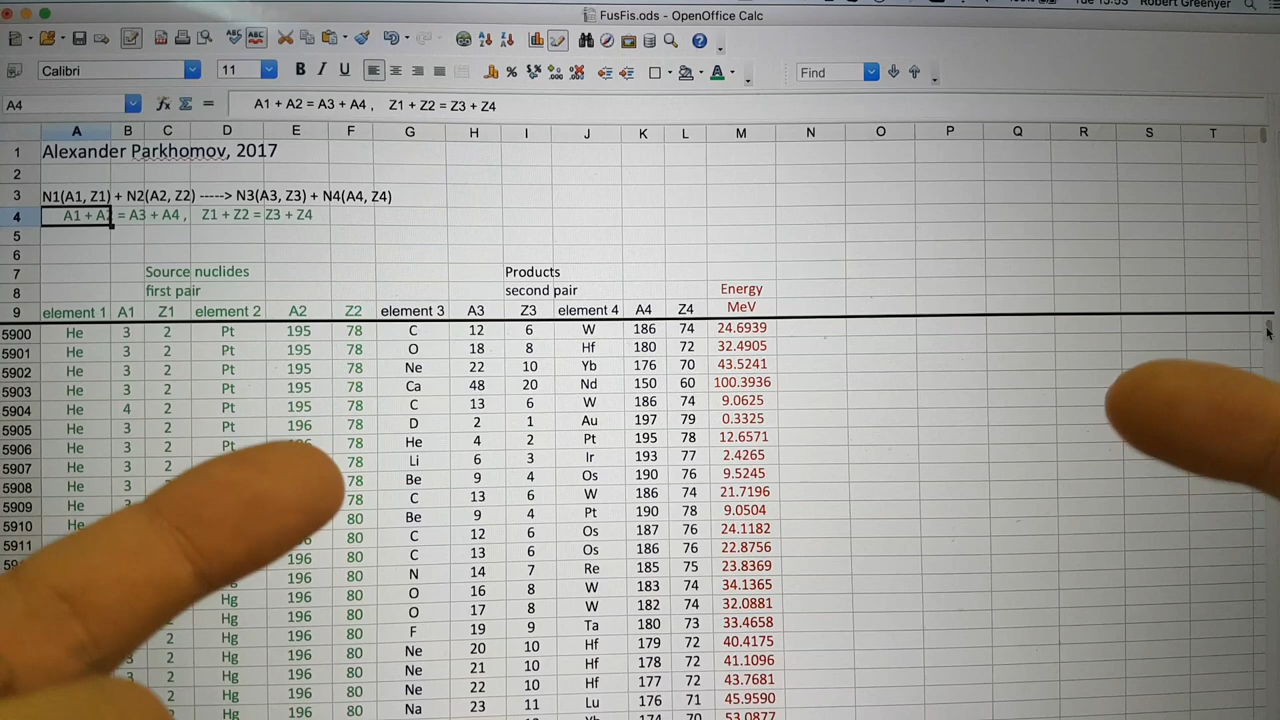 Tue 15:53 Robert Greenyer
FusFis.ods - OpenOffice Calc
Calibri 11 B I U Find
A4 A1 + A2 = A3 + A4 , Z1 + Z2 = Z3 + Z4
A B C D E F G H I J K L M N O P Q R S T
1 Alexander Parkhomov, 2017
2
3 N1(A1, Z1) + N2(A2, Z2) -----> N3(A3, Z3) + N4(A4, Z4)
4 A1 + A2 = A3 + A4 , Z1 + Z2 = Z3 + Z4
5
6
7 Source nuclides Products
8 first pair second pair Energy
9 element 1 A1 Z1 element 2 A2 Z2 element 3 A3 Z3 element 4 A4 Z4 MeV
5900 He 3 2 Pt 195 78 C 12 6 W 186 74 24.6939
5901 He 3 2 Pt 195 78 O 18 8 Hf 180 72 32.4905
5902 He 3 2 Pt 195 78 Ne 22 10 Yb 176 70 43.5241
5903 He 3 2 Pt 195 78 Ca 48 20 Nd 150 60 100.3936
5904 He 4 2 Pt 195 78 C 13 6 W 186 74 9.0625
5905 He 3 2 Pt 196 78 D 2 1 Au 197 79 0.3325
5906 He 3 2 Pt 196 78 He 4 2 Pt 195 78 12.6571
5907 He 3 2 78 Li 6 3 Ir 193 77 2.4265
5908 He 3 78 Be 9 4 Os 190 76 9.5245
5909 He 3 78 C 13 6 W 186 74 21.7196
5910 He 80 Be 9 4 Pt 190 78 9.0504
5911 196 80 C 12 6 Os 187 76 24.1182
196 80 C 13 6 Os 186 76 22.8756
196 80 N 14 7 Re 185 75 23.8369
Hg 196 80 O 16 8 W 183 74 34.1365
Hg 196 80 O 17 8 W 182 74 32.0881
Hg 196 80 F 19 9 Ta 180 73 33.4658
2 Hg 196 80 Ne 20 10 Hf 179 72 40.4175
3 2 Hg 196 80 Ne 21 10 Hf 178 72 41.1096
3 2 Hg 196 80 Ne 22 10 Hf 177 72 43.7681
2 Hg 196 80 Na 23 11 Lu 176 71 45.9590
174 70 53.0877